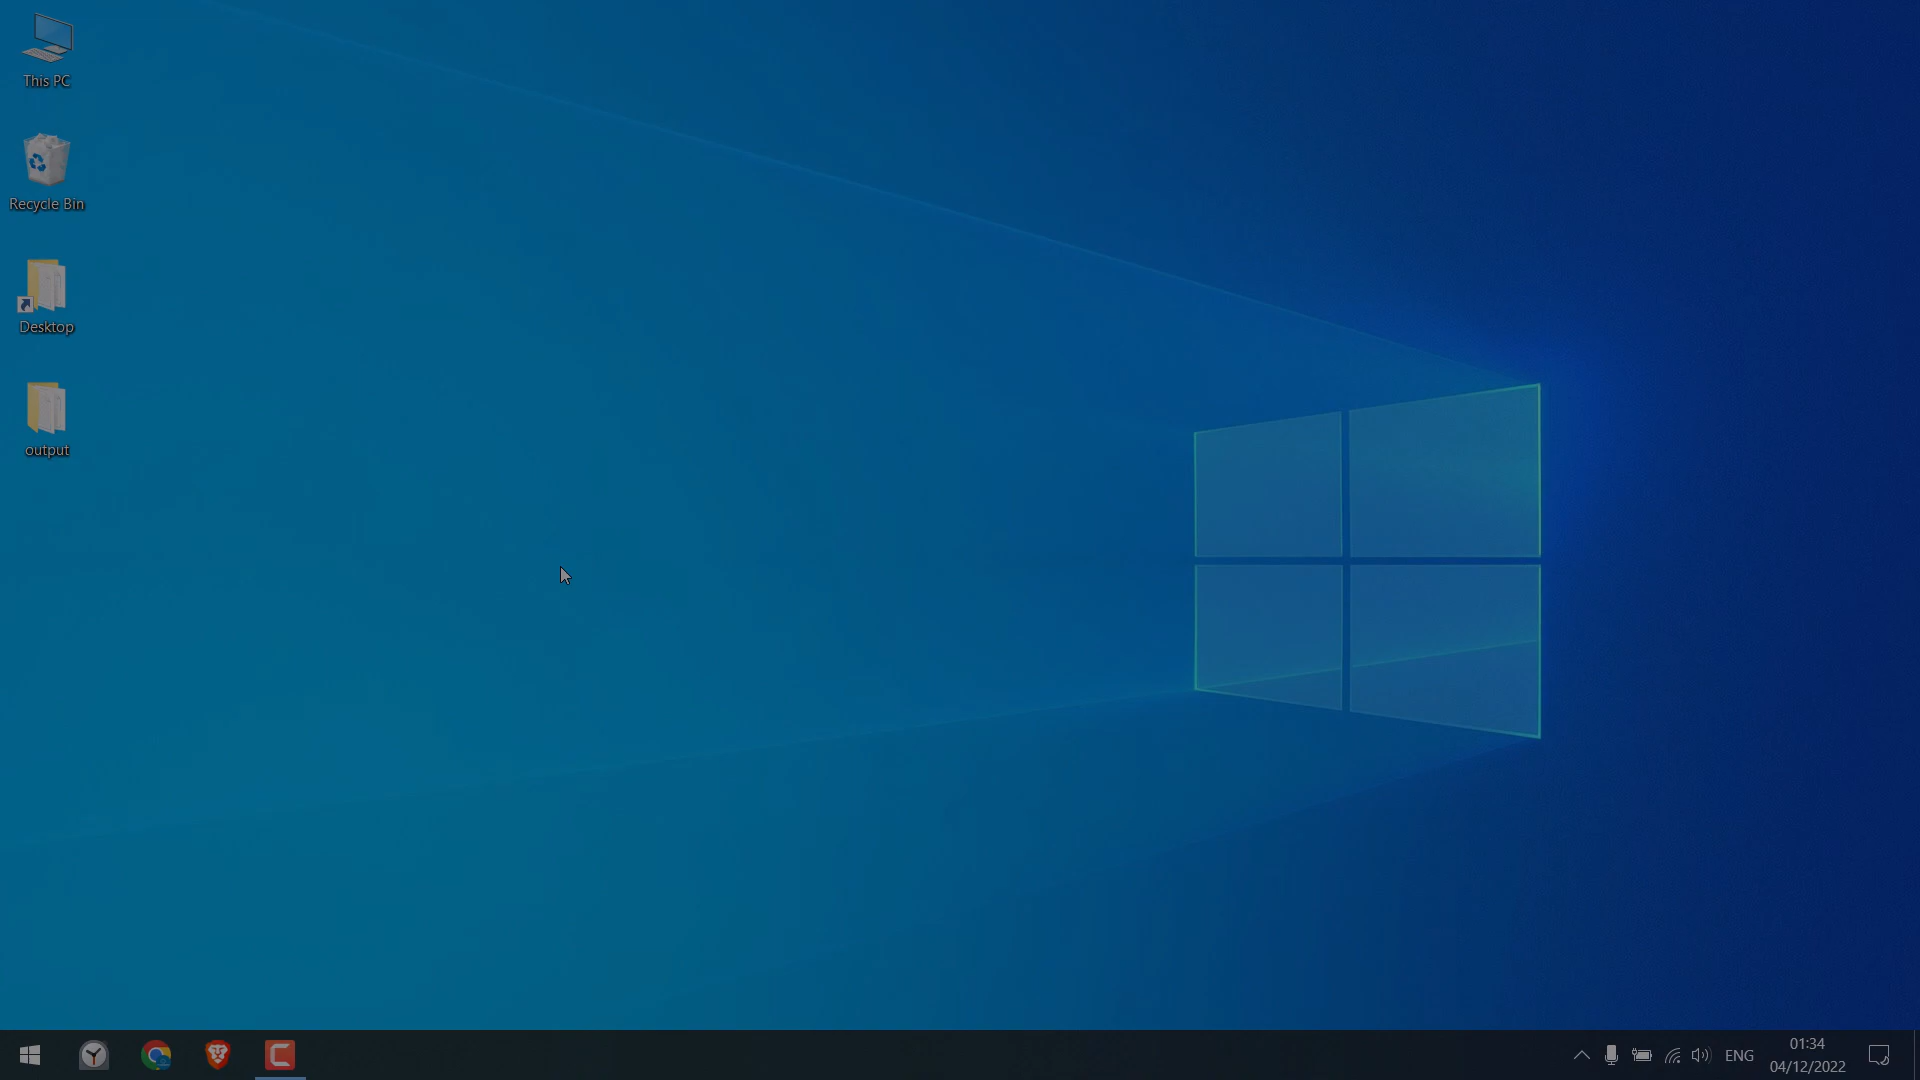 This PC
Recycle Bin
Desktop
output
ENG
01:34
04/12/2022